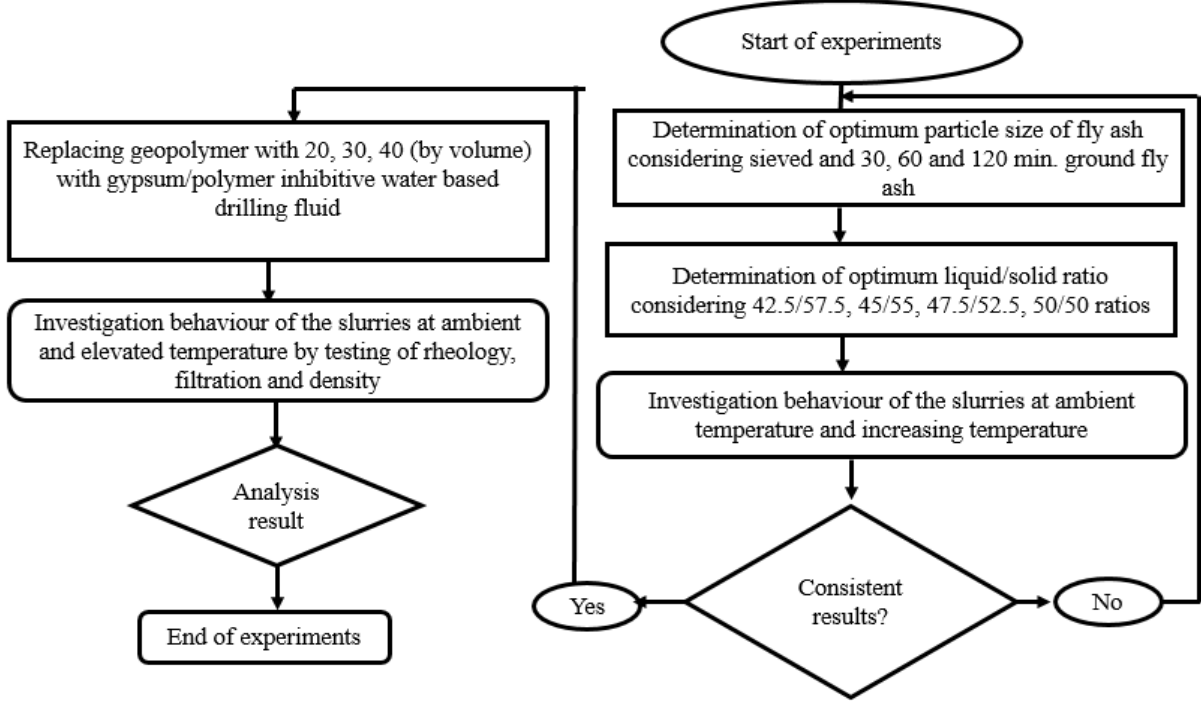 Start of experiments
Determination of optimum particle size of fly ash
considering sieved and 30, 60 and 120 min. ground fly
ash
Determination of optimum liquid/solid ratio
considering 42.5/57.5, 45/55, 47.5/52.5, 50/50 ratios
Investigation behaviour of the slurries at ambient
temperature and increasing temperature
Consistent
results?
Yes
No
Replacing geopolymer with 20, 30, 40 (by volume)
with gypsum/polymer inhibitive water based
drilling fluid
Investigation behaviour of the slurries at ambient
and elevated temperature by testing of rheology,
filtration and density
Analysis
result
End of experiments